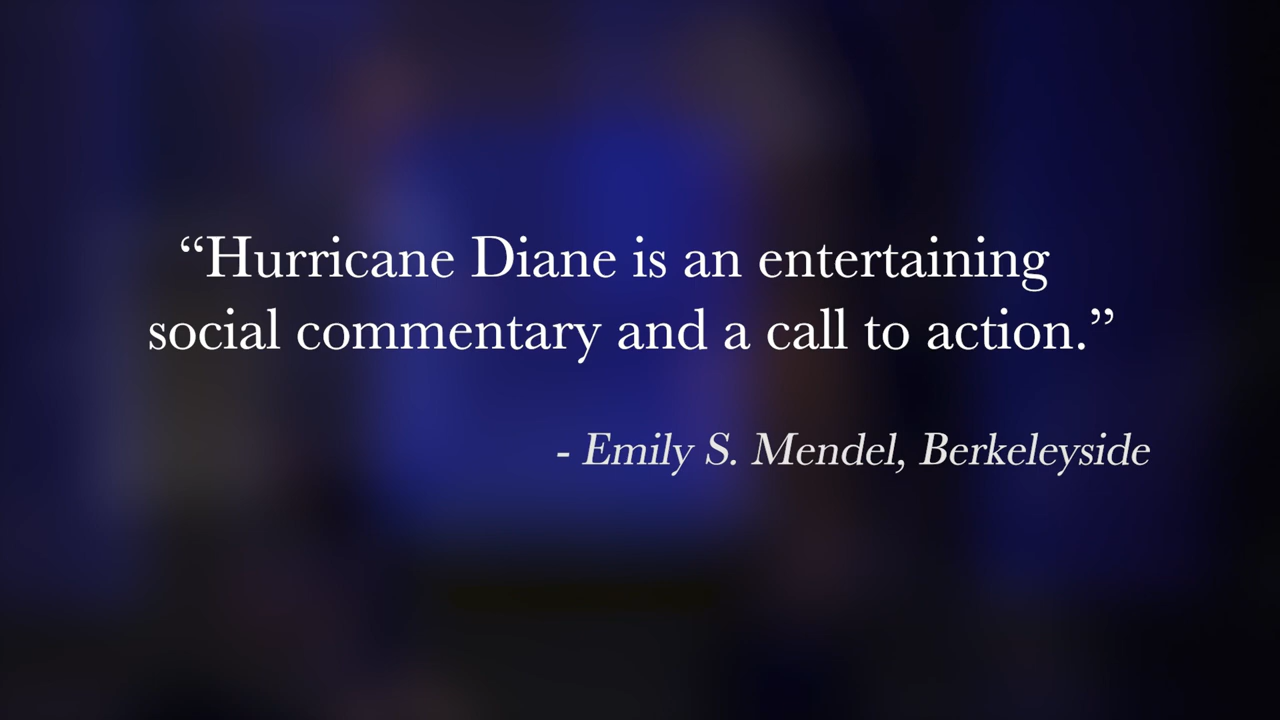 “Hurricane Diane is an entertaining
social commentary and a call to action.”
- Emily S. Mendel, Berkeleyside